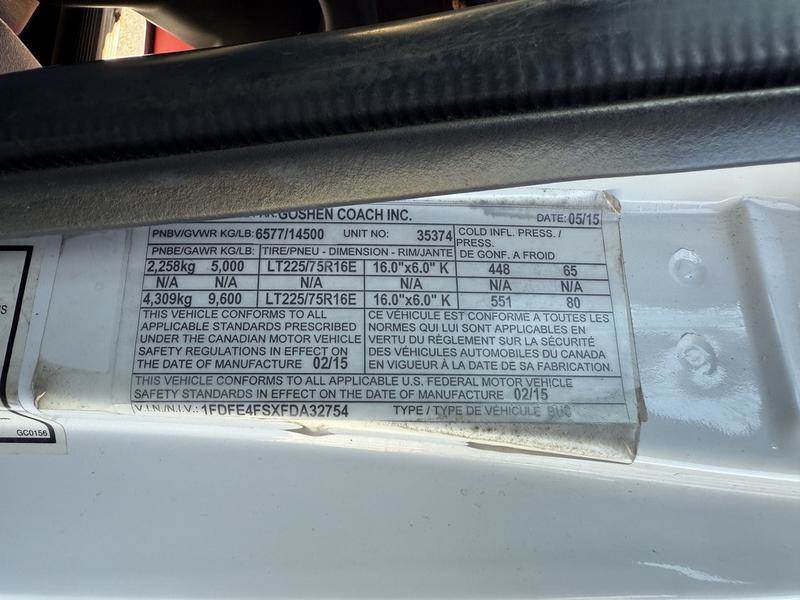 GOSHEN COACH INC. DATE: 05/15
PNBV/GVWR KG/LB: 6577/14500 UNIT NO: 35374
COLD INFL. PRESS. /
PRESS.
DE GONF. A FROID
PNBE/GAWR KG/LB: TIRE/PNEU - DIMENSION - RIM/JANTE
2,258kg 5,000 LT225/75R16E 16.0"x6.0" K 448 65
N/A N/A N/A N/A N/A N/A
4,309kg 9,600 LT225/75R16E 16.0"x6.0" K 551 80
THIS VEHICLE CONFORMS TO ALL
APPLICABLE STANDARDS PRESCRIBED
UNDER THE CANADIAN MOTOR VEHICLE
SAFETY REGULATIONS IN EFFECT ON
THE DATE OF MANUFACTURE 02/15
CE VÉHICULE EST CONFORME A TOUTES LES
NORMES QUI LUI SONT APPLICABLES EN
VERTU DU RÈGLEMENT SUR LA SÉCURITÉ
DES VÉHICULES AUTOMOBILES DU CANADA
EN VIGUEUR À LA DATE DE SA FABRICATION.
THIS VEHICLE CONFORMS TO ALL APPLICABLE U.S. FEDERAL MOTOR VEHICLE
SAFETY STANDARDS IN EFFECT ON THE DATE OF MANUFACTURE 02/15
V.I.N./N.I.V.: 1FDFE4FSXFDA32754 TYPE / TYPE DE VÉHICULE BUS
GC0156